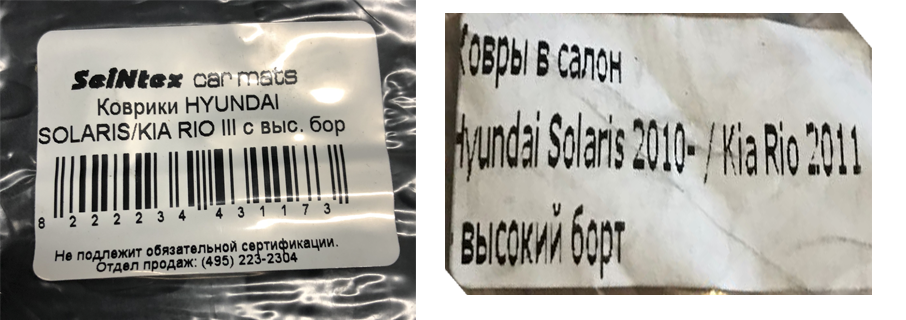 SeiNtex car mats
Коврики HYUNDAI
SOLARIS/KIA RIO III с выс. бор
8 222234 431173
Не подлежит обязательной сертификации.
Отдел продаж: (495) 223-2304
Ковры в салон
Hyundai Solaris 2010- / Kia Rio 2011
высокий борт